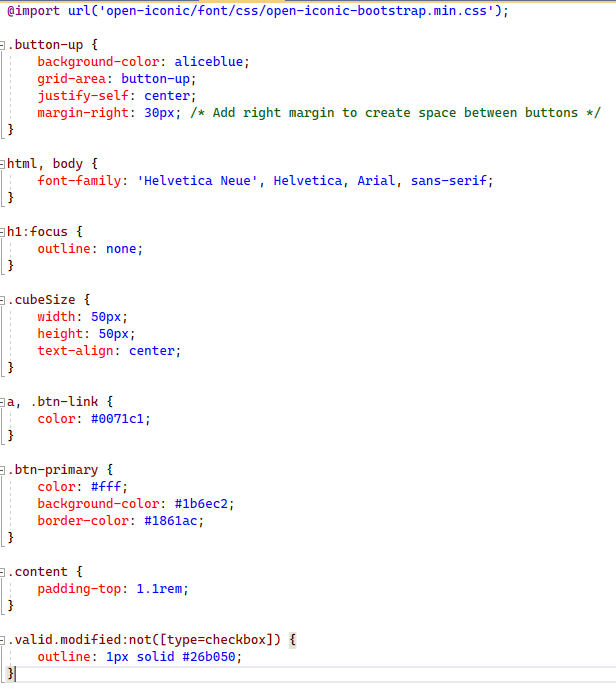 @import url('open-iconic/font/css/open-iconic-bootstrap.min.css');
.button-up {
    background-color: aliceblue;
    grid-area: button-up;
    justify-self: center;
    margin-right: 30px; /* Add right margin to create space between buttons */
}
html, body {
    font-family: 'Helvetica Neue', Helvetica, Arial, sans-serif;
}
h1:focus {
    outline: none;
}
.cubeSize {
    width: 50px;
    height: 50px;
    text-align: center;
}
a, .btn-link {
    color: #0071c1;
}
.btn-primary {
    color: #fff;
    background-color: #1b6ec2;
    border-color: #1861ac;
}
.content {
    padding-top: 1.1rem;
}
.valid.modified:not([type=checkbox]) {
    outline: 1px solid #26b050;
}